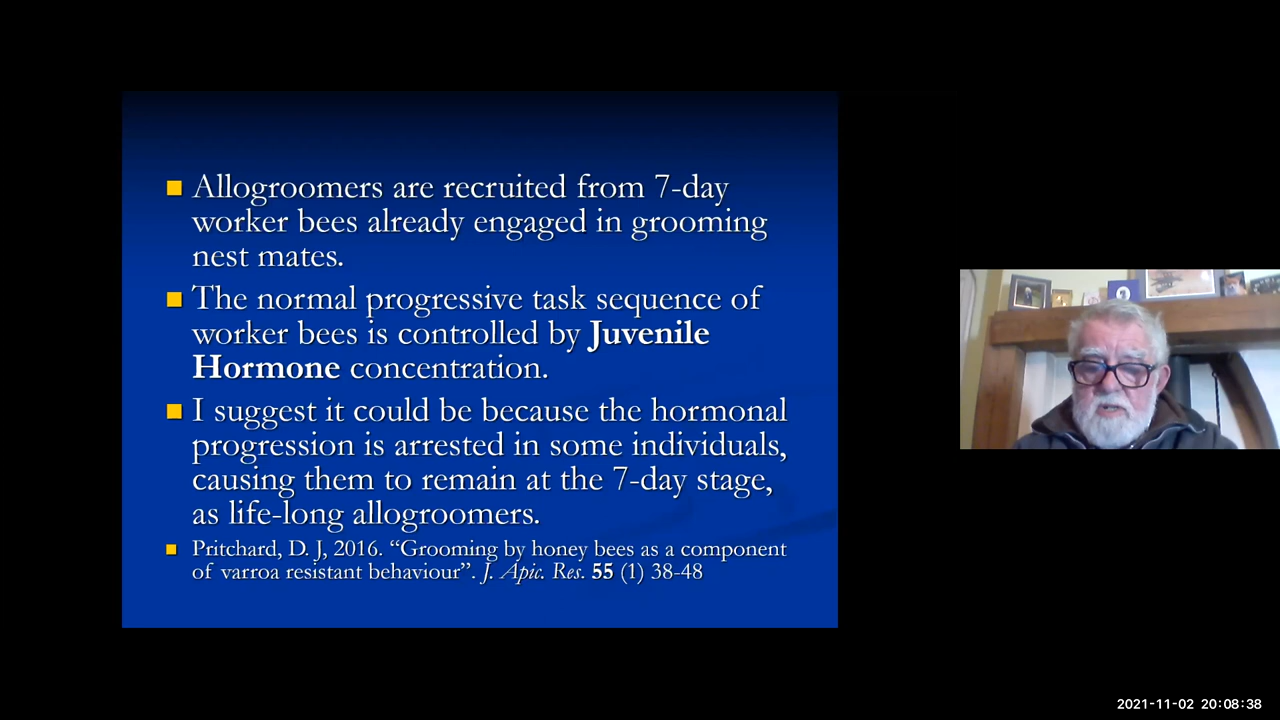 Allogroomers are recruited from 7-day
worker bees already engaged in grooming
nest mates.
The normal progressive task sequence of
worker bees is controlled by Juvenile
Hormone concentration.
I suggest it could be because the hormonal
progression is arrested in some individuals,
causing them to remain at the 7-day stage,
as life-long allogroomers.
Pritchard, D. J, 2016. “Grooming by honey bees as a component
of varroa resistant behaviour”. J. Apic. Res. 55 (1) 38-48
2021-11-02 20:08:38